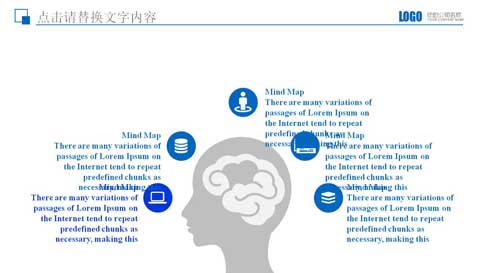 点击请替换文字内容
LOGO
Mind Map
There are many variations of
passages of Lorem Ipsum on
the Internet tend to repeat
predefined chunks as
necessary, making this
Mind Map
There are many variations of
passages of Lorem Ipsum on
the Internet tend to repeat
predefined chunks as
necessary, making this
Mind Map
There are many variations of
passages of Lorem Ipsum on
the Internet tend to repeat
predefined chunks as
necessary, making this
Mind Map
There are many variations of
passages of Lorem Ipsum on
the Internet tend to repeat
predefined chunks as
necessary, making this
Mind Map
There are many variations of
passages of Lorem Ipsum on
the Internet tend to repeat
predefined chunks as
necessary, making this